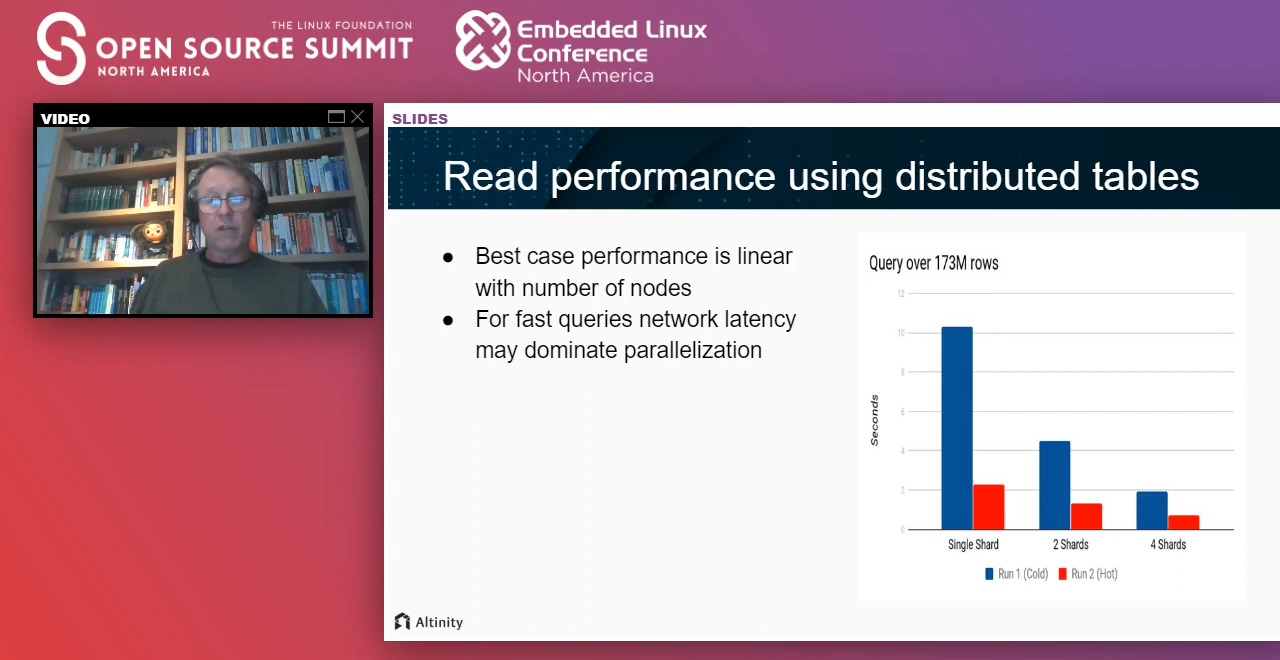 THE LINUX FOUNDATION
OPEN SOURCE SUMMIT
NORTH AMERICA
Embedded Linux
Conference
North America
VIDEO
SLIDES
Read performance using distributed tables
● Best case performance is linear
with number of nodes
● For fast queries network latency
may dominate parallelization
Query over 173M rows
12
10
8
6
4
2
0
Seconds
Single Shard
2 Shards
4 Shards
Run 1 (Cold)
Run 2 (Hot)
Altinity